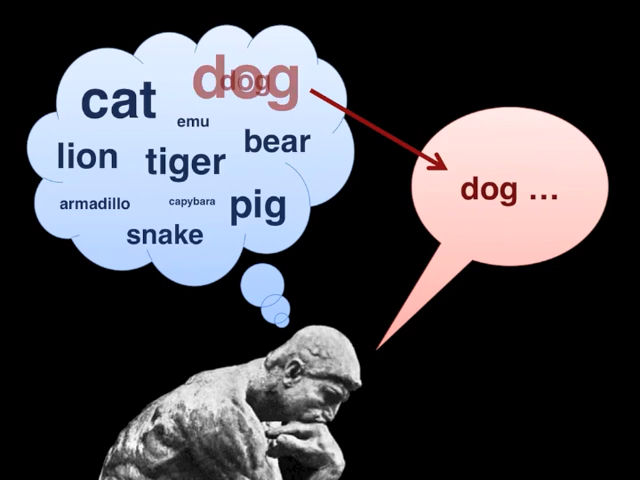 dog
dog
cat
emu
bear
lion
tiger
armadillo
capybara
pig
snake
dog …